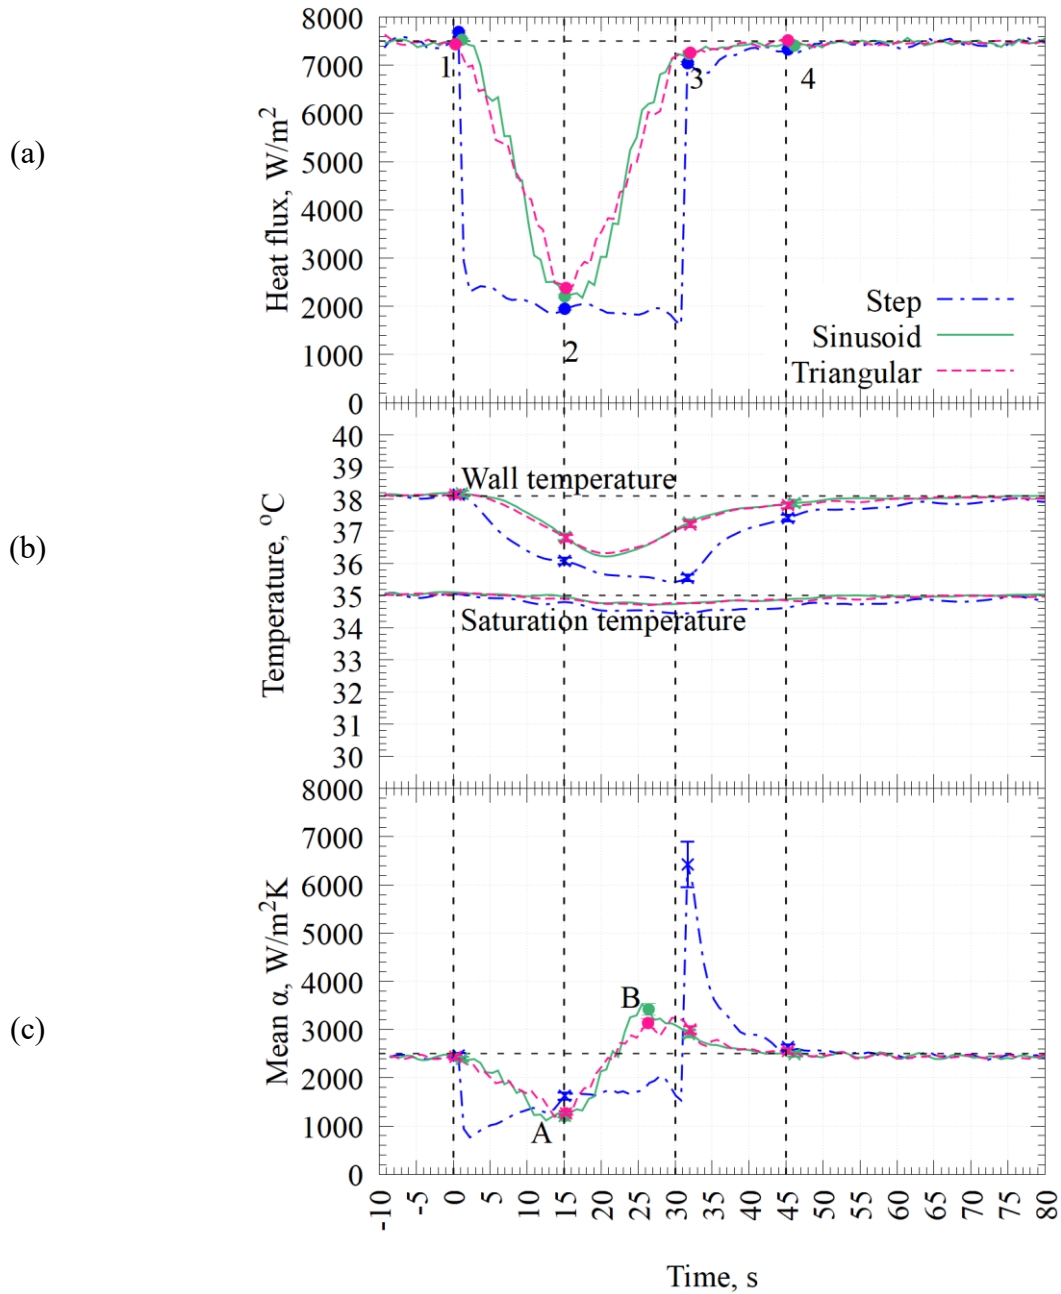 (a)
Heat flux, W/m2
8000
7000
6000
5000
4000
3000
2000
1000
0
1
2
3
4
Step
Sinusoid
Triangular
(b)
Temperature, oC
40
39
38
37
36
35
34
33
32
31
30
Wall temperature
Saturation temperature
(c)
Mean α, W/m2K
8000
7000
6000
5000
4000
3000
2000
1000
0
A
B
-10 -5 0 5 15 20 25 30 35 45 50 55 60 65 70 75 80
Time, s